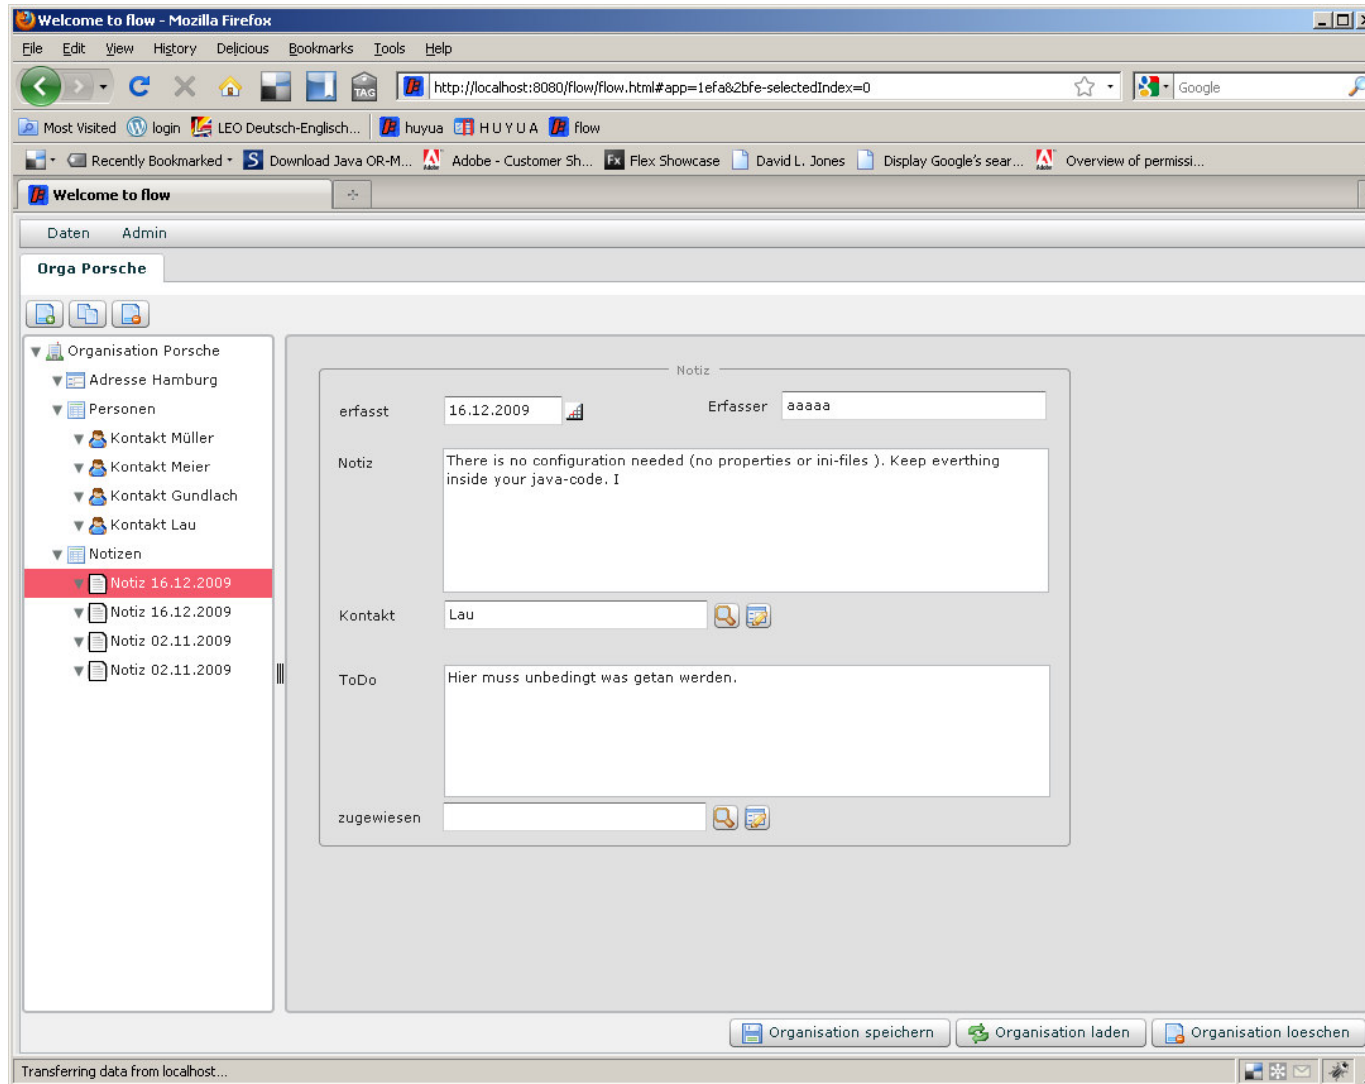 Welcome to flow - Mozilla Firefox
File Edit View History Delicious Bookmarks Tools Help
TAG http://localhost:8080/flow/flow.html#app=1efa&2bfe-selectedIndex=0 Google
Most Visited login LEO Deutsch-Englisch... huyua H U Y U A flow
Recently Bookmarked S Download Java OR-M... Adobe - Customer Sh... Fx Flex Showcase David L. Jones Display Google's sear... Overview of permissi...
Welcome to flow
Daten Admin
Orga Porsche
Organisation Porsche
Adresse Hamburg
Personen
Kontakt Müller
Kontakt Meier
Kontakt Gundlach
Kontakt Lau
Notizen
Notiz 16.12.2009
Notiz 16.12.2009
Notiz 02.11.2009
Notiz 02.11.2009
Notiz
erfasst 16.12.2009 Erfasser aaaaa
Notiz There is no configuration needed (no properties or ini-files ). Keep everthing
inside your java-code. I
Kontakt Lau
ToDo Hier muss unbedingt was getan werden.
zugewiesen
Organisation speichern Organisation laden Organisation loeschen
Transferring data from localhost...